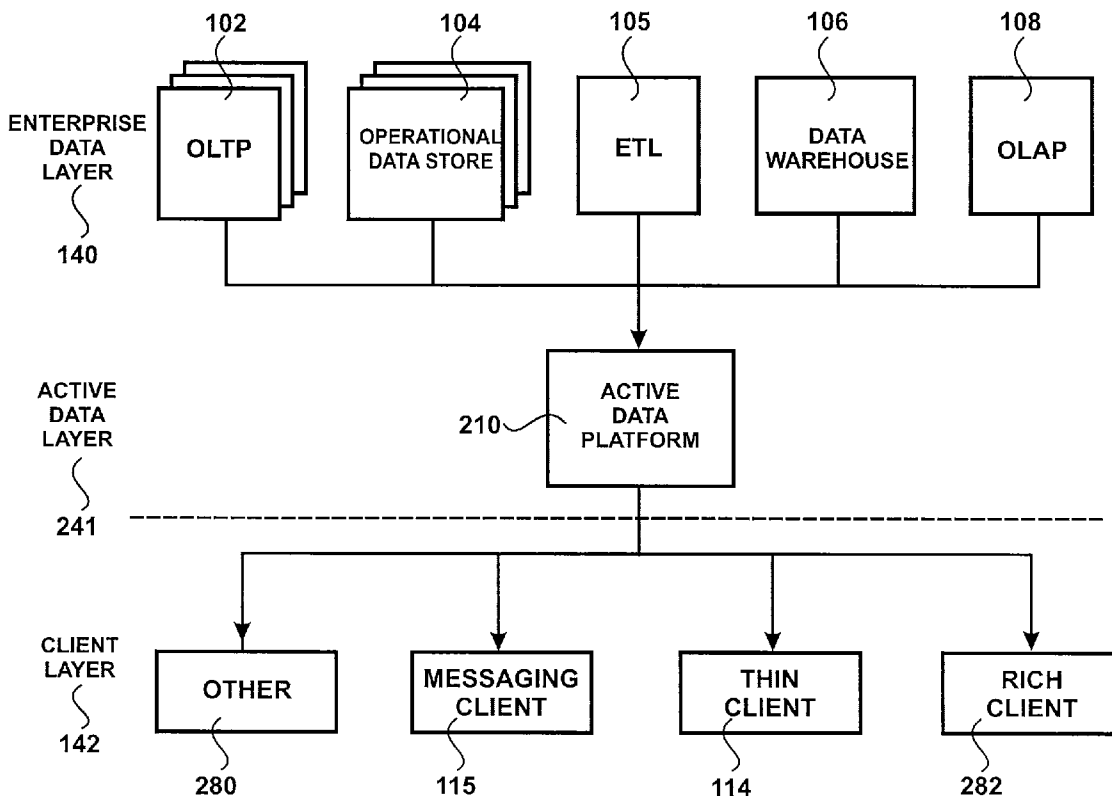 102
104
105
106
108
ENTERPRISE
DATA
LAYER
140
OLTP
OPERATIONAL
DATA STORE
ETL
DATA
WAREHOUSE
OLAP
ACTIVE
DATA
LAYER
241
210
ACTIVE
DATA
PLATFORM
CLIENT
LAYER
142
OTHER
MESSAGING
CLIENT
THIN
CLIENT
RICH
CLIENT
280
115
114
282